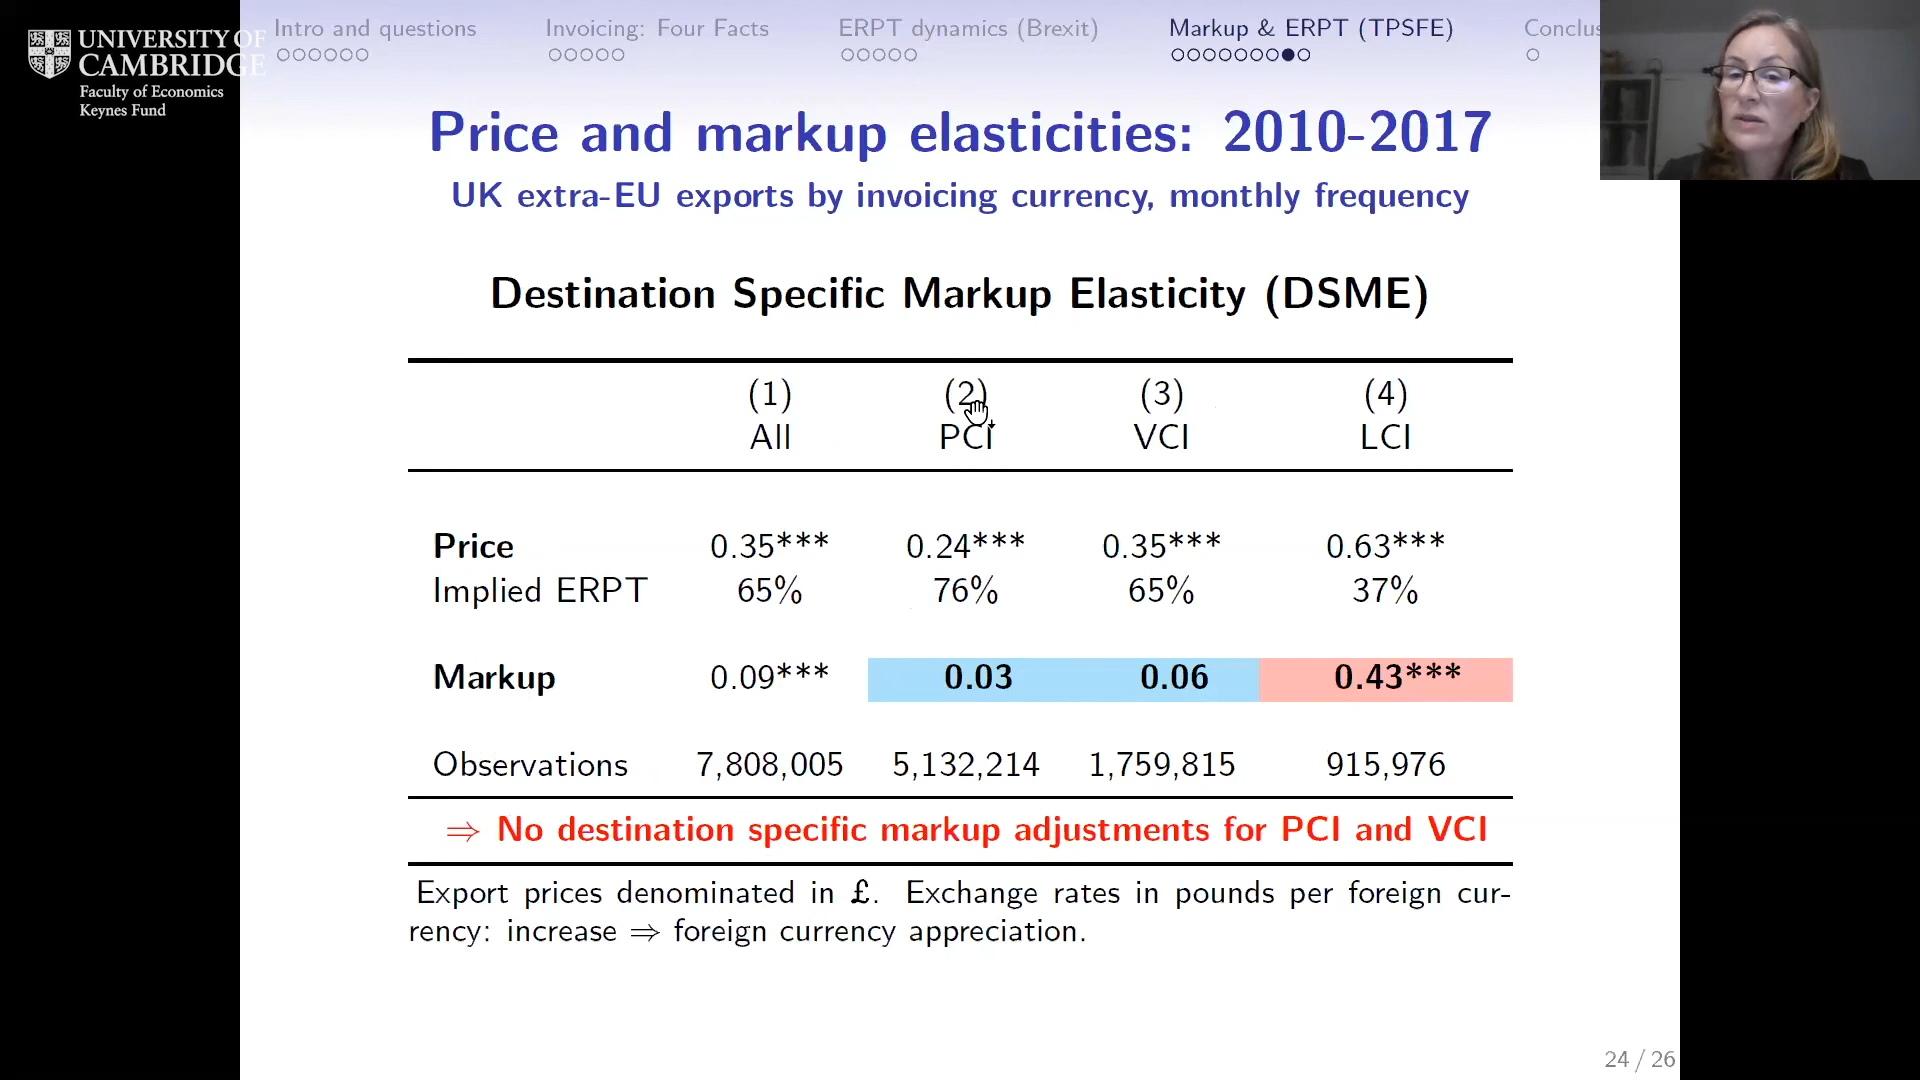 UNIVERSITY OF
CAMBRIDGE
Faculty of Economics
Keynes Fund
Intro and questions
Invoicing: Four Facts
ERPT dynamics (Brexit)
Markup & ERPT (TPSFE)
Conclus
Price and markup elasticities: 2010-2017
UK extra-EU exports by invoicing currency, monthly frequency
Destination Specific Markup Elasticity (DSME)
(1) (2) (3) (4)
All PCI VCI LCI
Price 0.35*** 0.24*** 0.35*** 0.63***
Implied ERPT 65% 76% 65% 37%
Markup 0.09*** 0.03 0.06 0.43***
Observations 7,808,005 5,132,214 1,759,815 915,976
⇒ No destination specific markup adjustments for PCI and VCI
Export prices denominated in £. Exchange rates in pounds per foreign cur-
rency: increase ⇒ foreign currency appreciation.
24 / 26